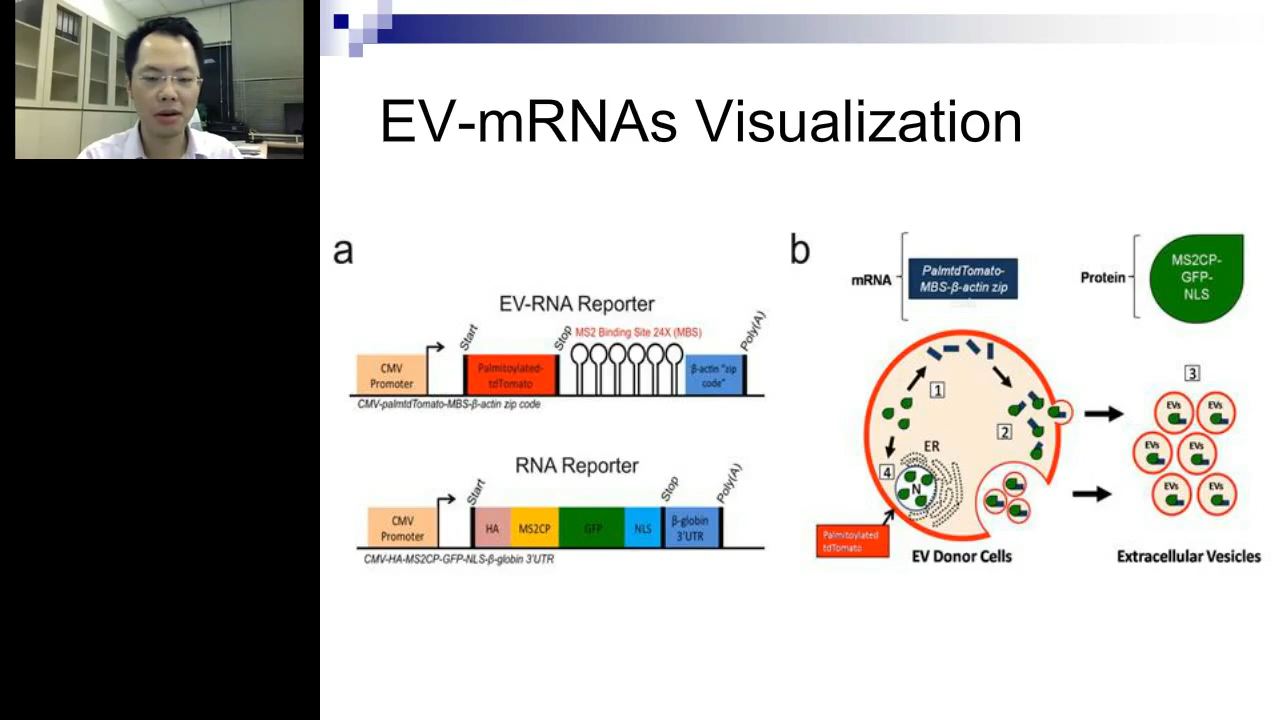 EV-mRNAs Visualization
a
EV-RNA Reporter
Start
Stop
MS2 Binding Site 24X (MBS)
Poly(A)
CMV
Promoter
Palmitoylated-
tdTomato
β-actin "zip
code"
CMV-palmtdTomato-MBS-β-actin zip code
RNA Reporter
Start
Stop
Poly(A)
CMV
Promoter
HA
MS2CP
GFP
NLS
β-globin
3'UTR
CMV-HA-MS2CP-GFP-NLS-β-globin 3'UTR
b
mRNA
PalmtdTomato-
MBS-β-actin zip
Protein
MS2CP-
GFP-
NLS
1
2
3
4
ER
N
Palmitoylated
tdTomato
EV Donor Cells
EVs
EVs
EVs
EVs
EVs
EVs
Extracellular Vesicles